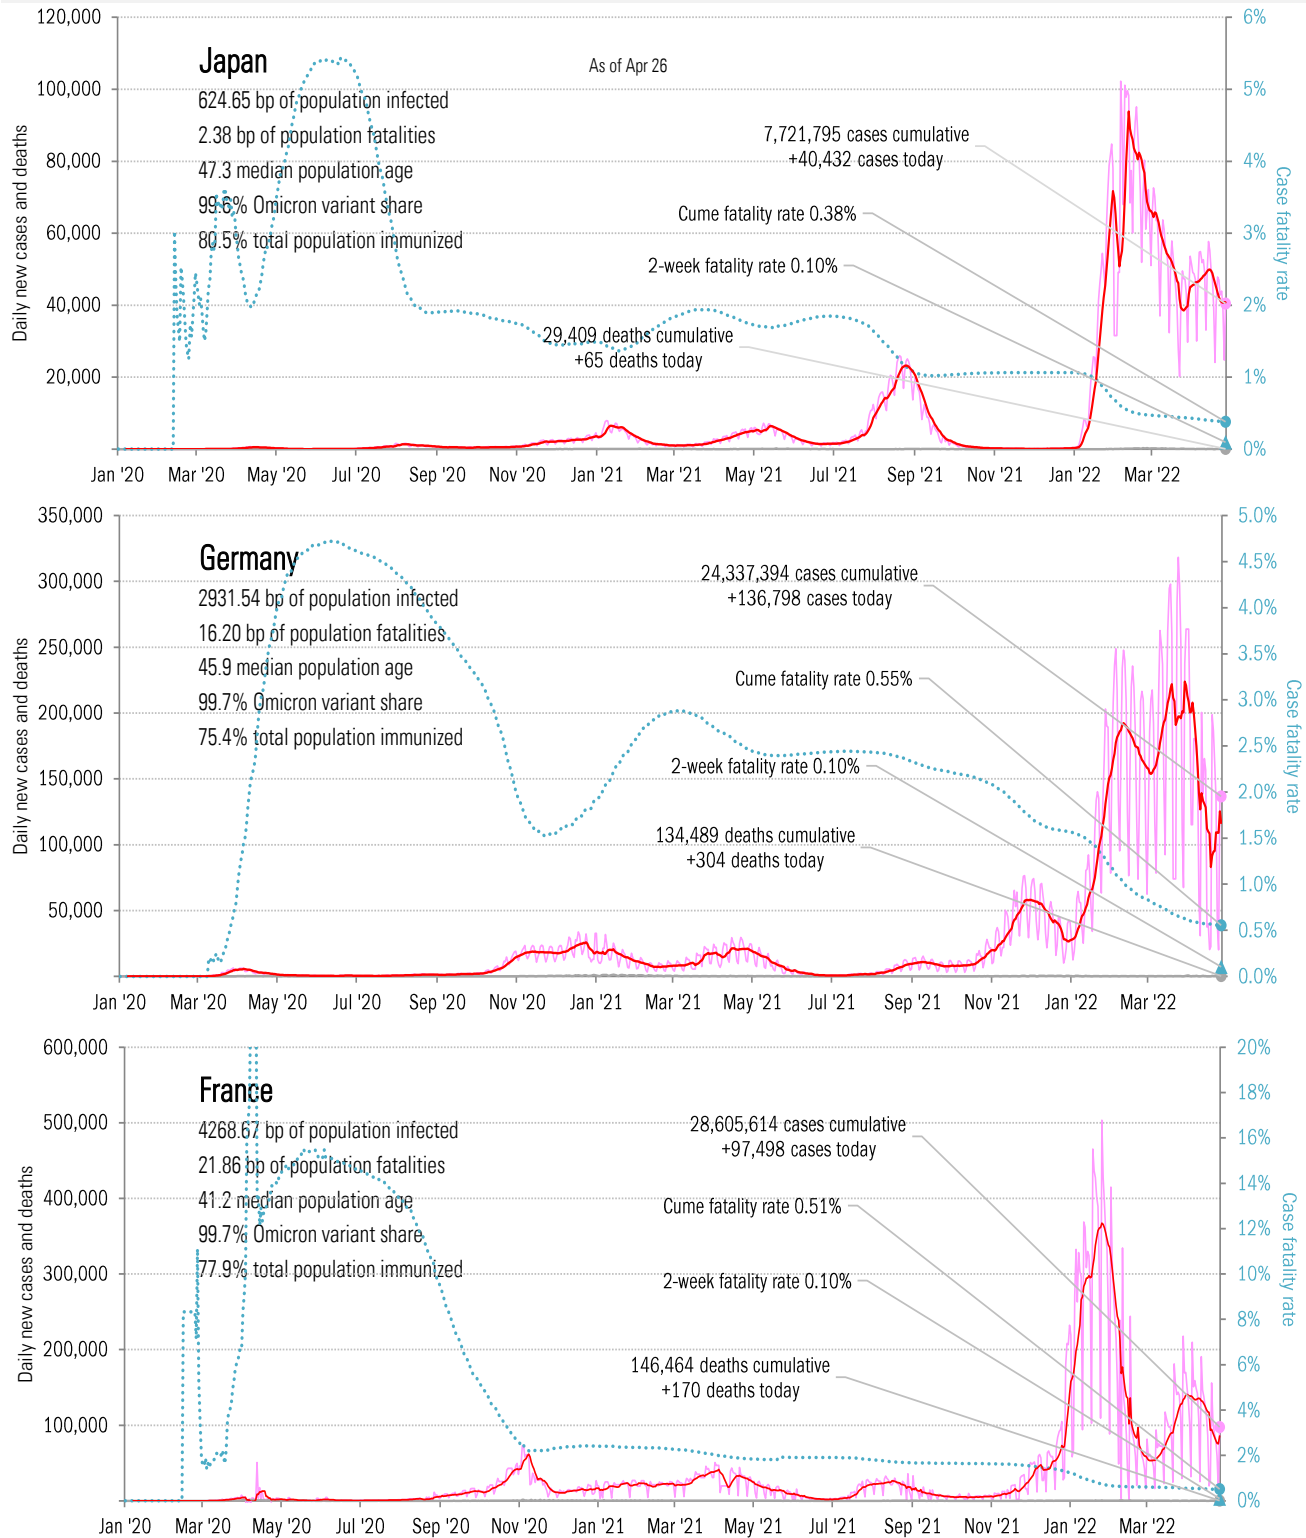 120,000
100,000
80,000
60,000
40,000
20,000
-
6%
5%
4%
3%
2%
1%
0%
Daily new cases and deaths
Case fatality rate
Japan
624.65 bp of population infected
2.38 bp of population fatalities
47.3 median population age
99.6% Omicron variant share
80.5% total population immunized
As of Apr 26
7,721,795 cases cumulative
+40,432 cases today
Cume fatality rate 0.38%
2-week fatality rate 0.10%
29,409 deaths cumulative
+65 deaths today
Jan '20 Mar '20 May '20 Jul '20 Sep '20 Nov '20 Jan '21 Mar '21 May '21 Jul '21 Sep '21 Nov '21 Jan '22 Mar '22
350,000
300,000
250,000
200,000
150,000
100,000
50,000
-
5.0%
4.5%
4.0%
3.5%
3.0%
2.5%
2.0%
1.5%
1.0%
0.5%
0.0%
Daily new cases and deaths
Case fatality rate
Germany
2931.54 bp of population infected
16.20 bp of population fatalities
45.9 median population age
99.7% Omicron variant share
75.4% total population immunized
24,337,394 cases cumulative
+136,798 cases today
Cume fatality rate 0.55%
2-week fatality rate 0.10%
134,489 deaths cumulative
+304 deaths today
Jan '20 Mar '20 May '20 Jul '20 Sep '20 Nov '20 Jan '21 Mar '21 May '21 Jul '21 Sep '21 Nov '21 Jan '22 Mar '22
600,000
500,000
400,000
300,000
200,000
100,000
-
20%
18%
16%
14%
12%
10%
8%
6%
4%
2%
0%
Daily new cases and deaths
Case fatality rate
France
4268.67 bp of population infected
21.86 bp of population fatalities
41.2 median population age
99.7% Omicron variant share
77.9% total population immunized
28,605,614 cases cumulative
+97,498 cases today
Cume fatality rate 0.51%
2-week fatality rate 0.10%
146,464 deaths cumulative
+170 deaths today
Jan '20 Mar '20 May '20 Jul '20 Sep '20 Nov '20 Jan '21 Mar '21 May '21 Jul '21 Sep '21 Nov '21 Jan '22 Mar '22